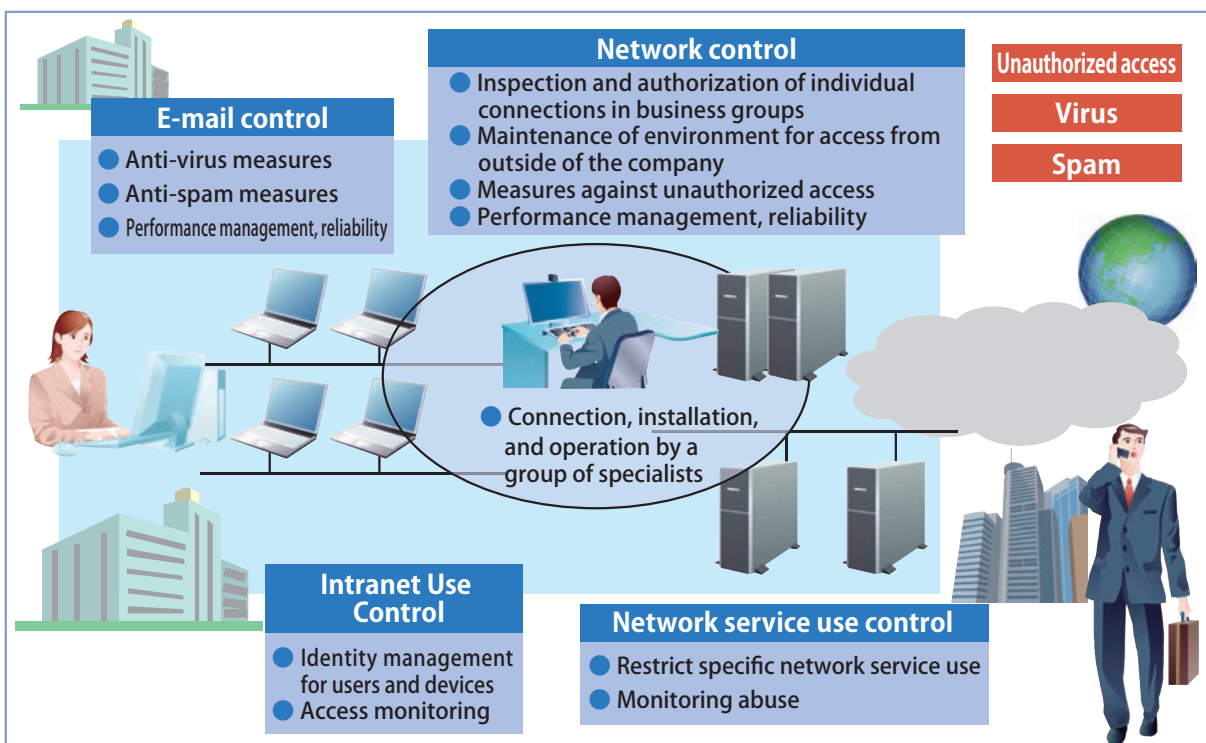 Network control
● Inspection and authorization of individual
connections in business groups
● Maintenance of environment for access from
outside of the company
● Measures against unauthorized access
● Performance management, reliability
Unauthorized access
Virus
Spam
E-mail control
● Anti-virus measures
● Anti-spam measures
● Performance management, reliability
● Connection, installation,
and operation by a
group of specialists
Intranet Use
Control
● Identity management
for users and devices
● Access monitoring
Network service use control
● Restrict specific network service use
● Monitoring abuse